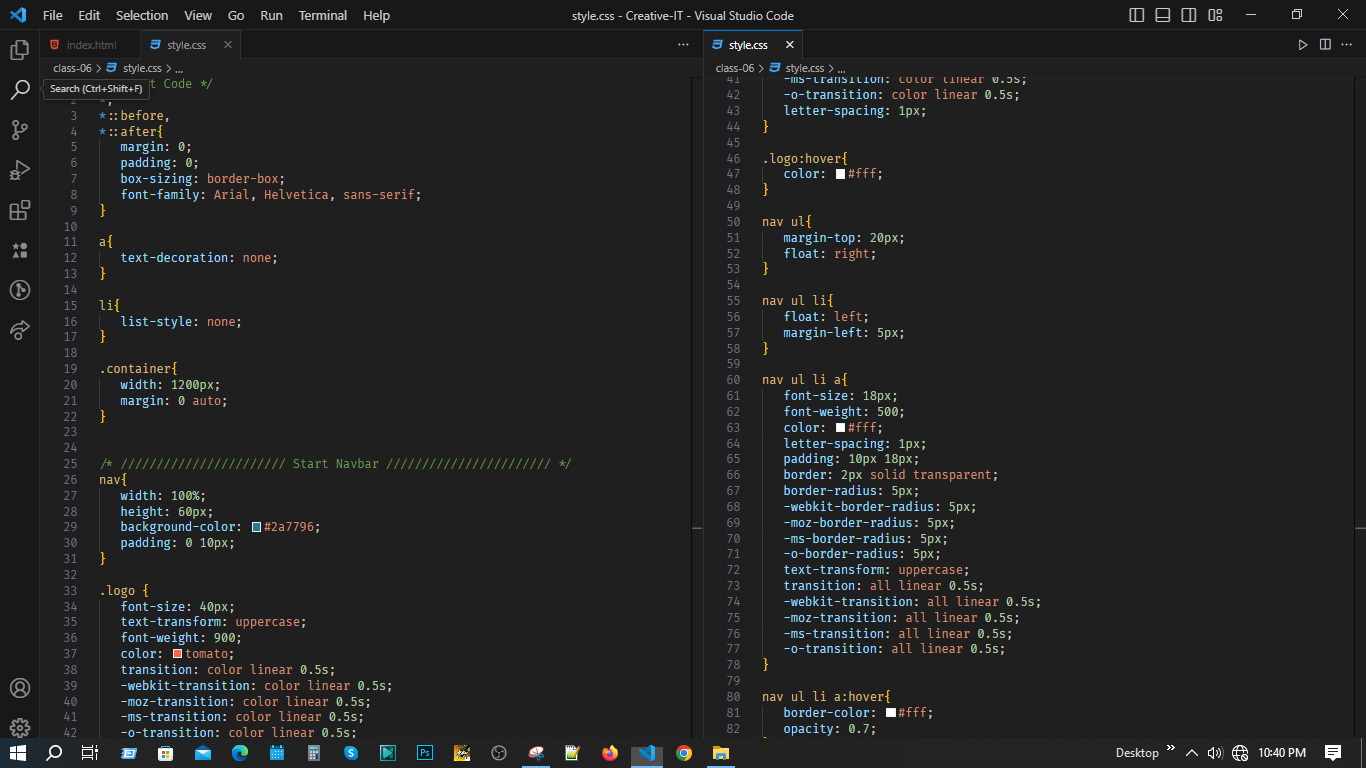 File Edit Selection View Go Run Terminal Help
style.css - Creative-IT - Visual Studio Code
index.html
style.css
style.css
class-06 > style.css > ...
Search (Ctrl+Shift+F)
t Code */
2 *,
3 *::before,
4 *::after{
5 margin: 0;
6 padding: 0;
7 box-sizing: border-box;
8 font-family: Arial, Helvetica, sans-serif;
9 }
10
11 a{
12 text-decoration: none;
13 }
14
15 li{
16 list-style: none;
17 }
18
19 .container{
20 width: 1200px;
21 margin: 0 auto;
22 }
23
24
25 /* /////////////////////// Start Navbar /////////////////////// */
26 nav{
27 width: 100%;
28 height: 60px;
29 background-color: #2a7796;
30 padding: 0 10px;
31 }
32
33 .logo {
34 font-size: 40px;
35 text-transform: uppercase;
36 font-weight: 900;
37 color: tomato;
38 transition: color linear 0.5s;
39 -webkit-transition: color linear 0.5s;
40 -moz-transition: color linear 0.5s;
41 -ms-transition: color linear 0.5s;
42 -o-transition: color linear 0.5s;
class-06 > style.css > ...
41 -ms-transition: color linear 0.5s;
42 -o-transition: color linear 0.5s;
43 letter-spacing: 1px;
44 }
45
46 .logo:hover{
47 color: #fff;
48 }
49
50 nav ul{
51 margin-top: 20px;
52 float: right;
53 }
54
55 nav ul li{
56 float: left;
57 margin-left: 5px;
58 }
59
60 nav ul li a{
61 font-size: 18px;
62 font-weight: 500;
63 color: #fff;
64 letter-spacing: 1px;
65 padding: 10px 18px;
66 border: 2px solid transparent;
67 border-radius: 5px;
68 -webkit-border-radius: 5px;
69 -moz-border-radius: 5px;
70 -ms-border-radius: 5px;
71 -o-border-radius: 5px;
72 text-transform: uppercase;
73 transition: all linear 0.5s;
74 -webkit-transition: all linear 0.5s;
75 -moz-transition: all linear 0.5s;
76 -ms-transition: all linear 0.5s;
77 -o-transition: all linear 0.5s;
78 }
79
80 nav ul li a:hover{
81 border-color: #fff;
82 opacity: 0.7;
Ps
Desktop
10:40 PM